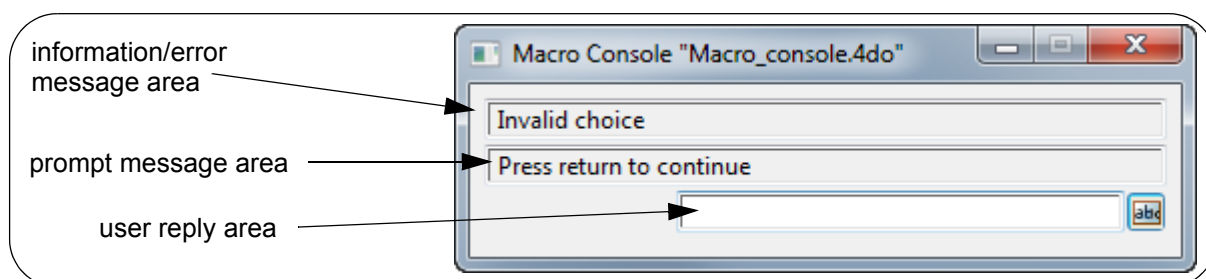 information/error
message area
prompt message area
user reply area
Macro Console "Macro_console.4do"
Invalid choice
Press return to continue
abc